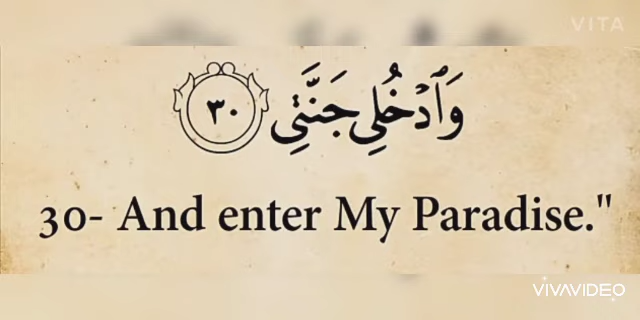 VITA
وَٱدْخُلِى جَنَّتِى ٣٠
30- And enter My Paradise."
VIVAVIDEO